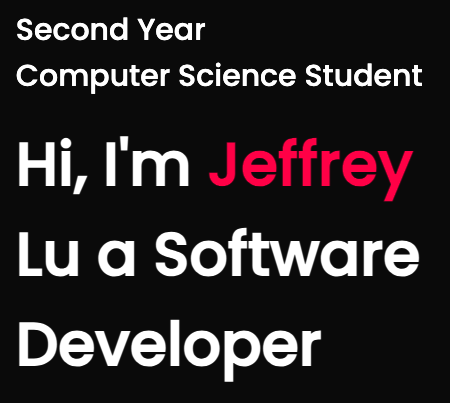 Second Year
Computer Science Student
Hi, I'm Jeffrey
Lu a Software
Developer